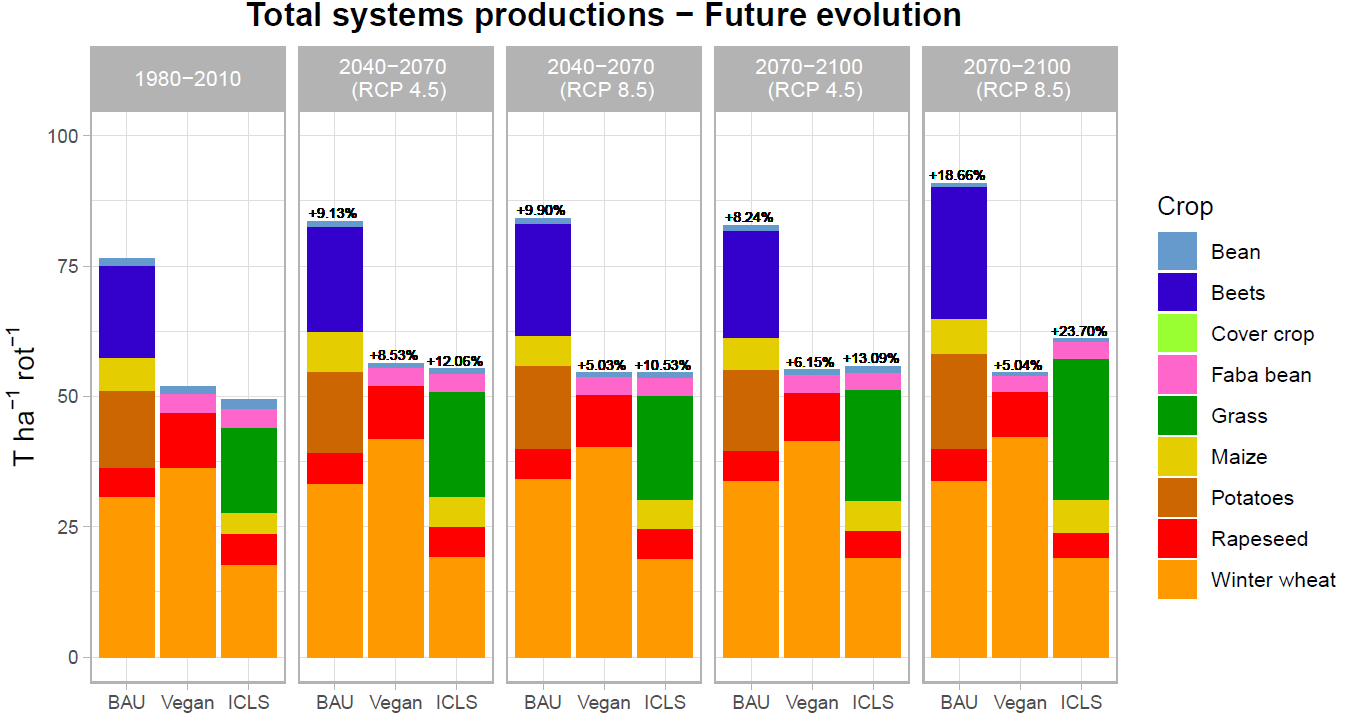 Total systems productions − Future evolution
1980−2010
2040−2070
(RCP 4.5)
2040−2070
(RCP 8.5)
2070−2100
(RCP 4.5)
2070−2100
(RCP 8.5)
T ha⁻¹ rot⁻¹
100
75
50
25
0
+9.13%
+8.53%
+12.06%
+9.90%
+5.03%
+10.53%
+8.24%
+6.15%
+13.09%
+18.66%
+5.04%
+23.70%
BAU Vegan ICLS
BAU Vegan ICLS
BAU Vegan ICLS
BAU Vegan ICLS
BAU Vegan ICLS
Crop
Bean
Beets
Cover crop
Faba bean
Grass
Maize
Potatoes
Rapeseed
Winter wheat